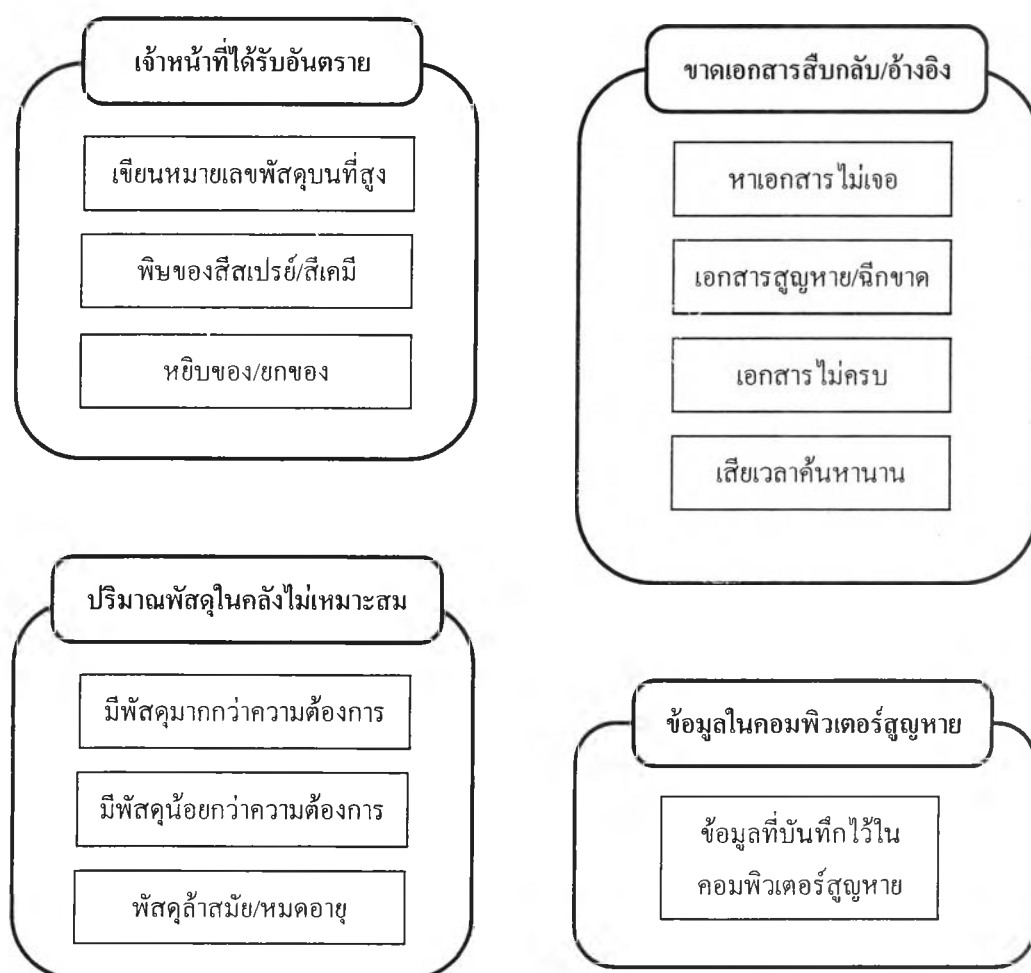 เจ้าหน้าที่ได้รับอันตราย
เขียนหมายเลขพัสดุบนที่สูง
พิษของสีสเปรย์/สีเคมี
หยิบของ/ยกของ
ขาดเอกสารสืบกลับ/อ้างอิง
หาเอกสารไม่เจอ
เอกสารสูญหาย/ฉีกขาด
เอกสารไม่ครบ
เสียเวลาค้นหานาน
ปริมาณพัสดุในคลังไม่เหมาะสม
มีพัสดุมากกว่าความต้องการ
มีพัสดุน้อยกว่าความต้องการ
พัสดุล้าสมัย/หมดอายุ
ข้อมูลในคอมพิวเตอร์สูญหาย
ข้อมูลที่บันทึกไว้ใน
คอมพิวเตอร์สูญหาย